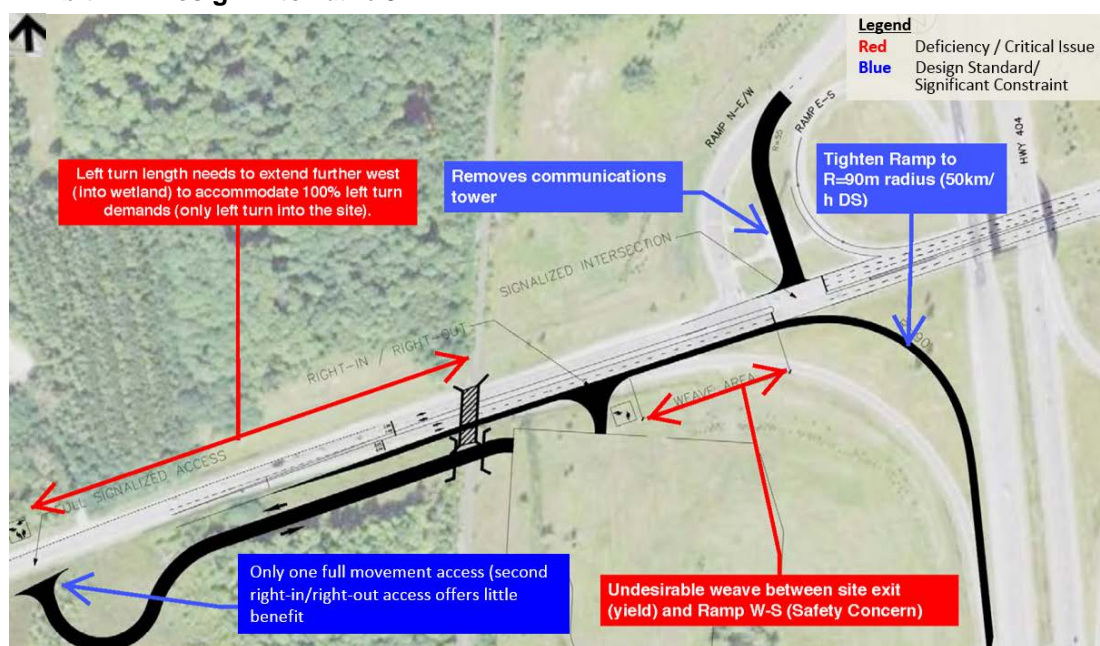 Legend
Red Deficiency / Critical Issue
Blue Design Standard/
Significant Constraint
RAMP N-E/W
RAMP E-S
R=55
HWY 404
Left turn length needs to extend further west
(into wetland) to accommodate 100% left turn
demands (only left turn into the site).
Removes communications
tower
Tighten Ramp to
R=90m radius (50km/
h DS)
SIGNALIZED INTERSECTION
RIGHT-IN / RIGHT-OUT
WEAVE AREA
FULL SIGNALIZED ACCESS
Only one full movement access (second
right-in/right-out access offers little
benefit
Undesirable weave between site exit
(yield) and Ramp W-S (Safety Concern)